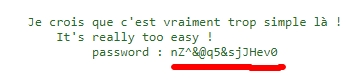 Je crois que c'est vraiment trop simple là !
It's really too easy !
password : nZ^&@q5&sjJHev0